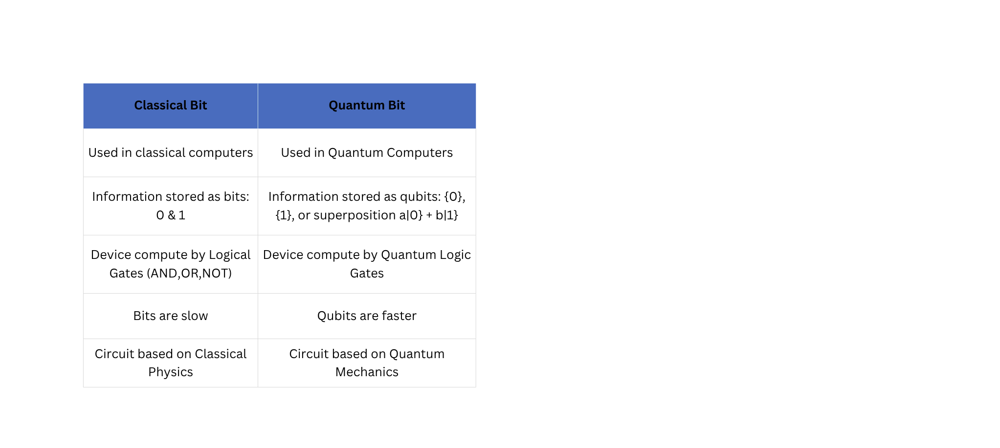 Classical Bit
Quantum Bit
Used in classical computers
Used in Quantum Computers
Information stored as bits:
0 & 1
Information stored as qubits: {0},
{1}, or superposition a|0} + b|1}
Device compute by Logical
Gates (AND,OR,NOT)
Device compute by Quantum Logic
Gates
Bits are slow
Qubits are faster
Circuit based on Classical
Physics
Circuit based on Quantum
Mechanics